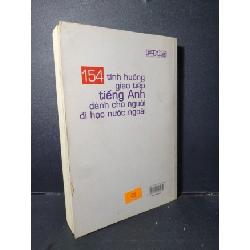 154 tình huống
giao tiếp
tiếng Anh
dành cho người
đi học nước ngoài